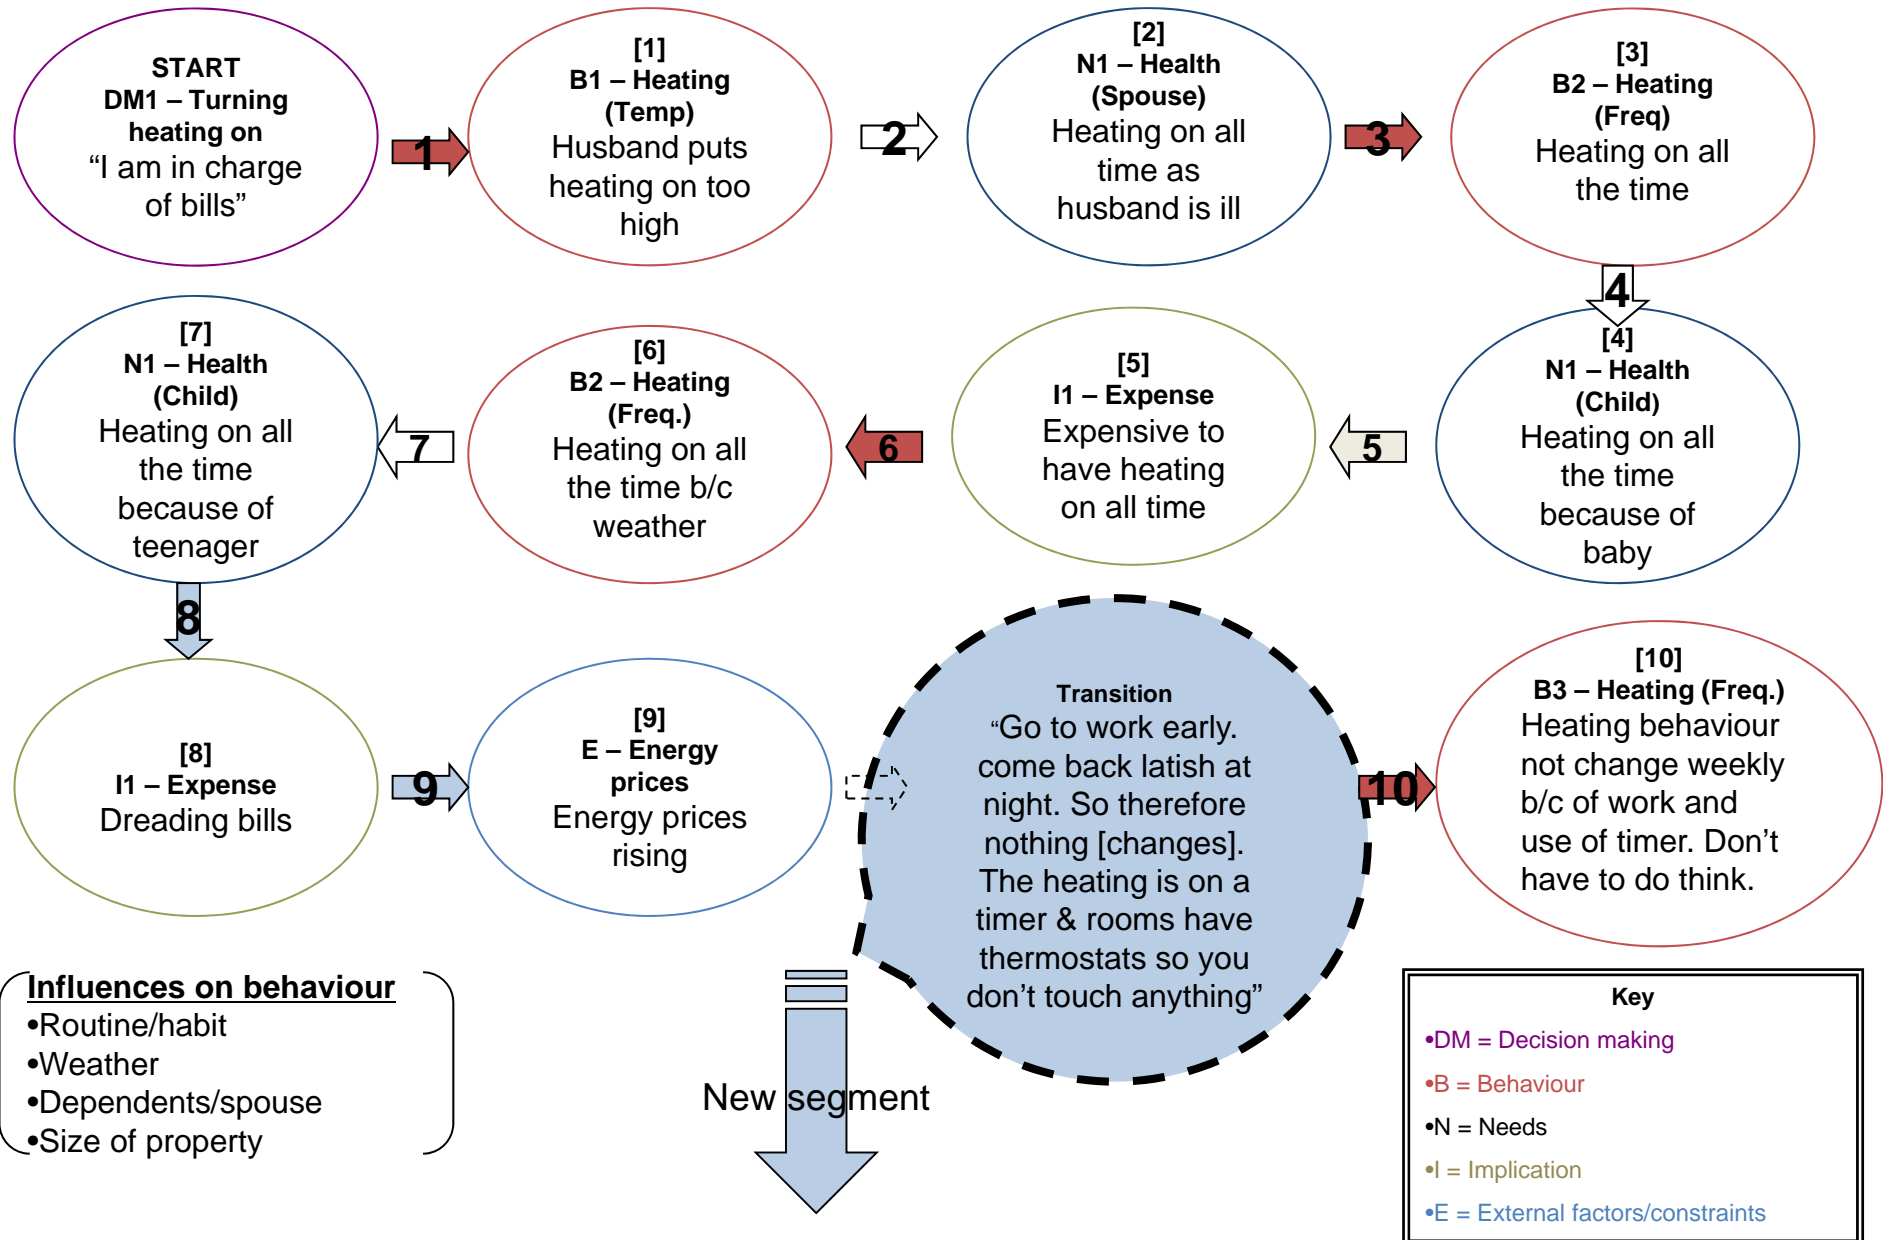 START
DM1 – Turning
heating on
“I am in charge
of bills”
1
[1]
B1 – Heating
(Temp)
Husband puts
heating on too
high
2
[2]
N1 – Health
(Spouse)
Heating on all
time as
husband is ill
3
[3]
B2 – Heating
(Freq)
Heating on all
the time
4
[4]
N1 – Health
(Child)
Heating on all
the time
because of
baby
5
[5]
I1 – Expense
Expensive to
have heating
on all time
6
[6]
B2 – Heating
(Freq.)
Heating on all
the time b/c
weather
7
[7]
N1 – Health
(Child)
Heating on all
the time
because of
teenager
8
[8]
I1 – Expense
Dreading bills
9
[9]
E – Energy
prices
Energy prices
rising
Transition
“Go to work early.
come back latish at
night. So therefore
nothing [changes].
The heating is on a
timer & rooms have
thermostats so you
don’t touch anything”
10
[10]
B3 – Heating (Freq.)
Heating behaviour
not change weekly
b/c of work and
use of timer. Don’t
have to do think.
Influences on behaviour
•Routine/habit
•Weather
•Dependents/spouse
•Size of property
New segment
Key
•DM = Decision making
•B = Behaviour
•N = Needs
•I = Implication
•E = External factors/constraints